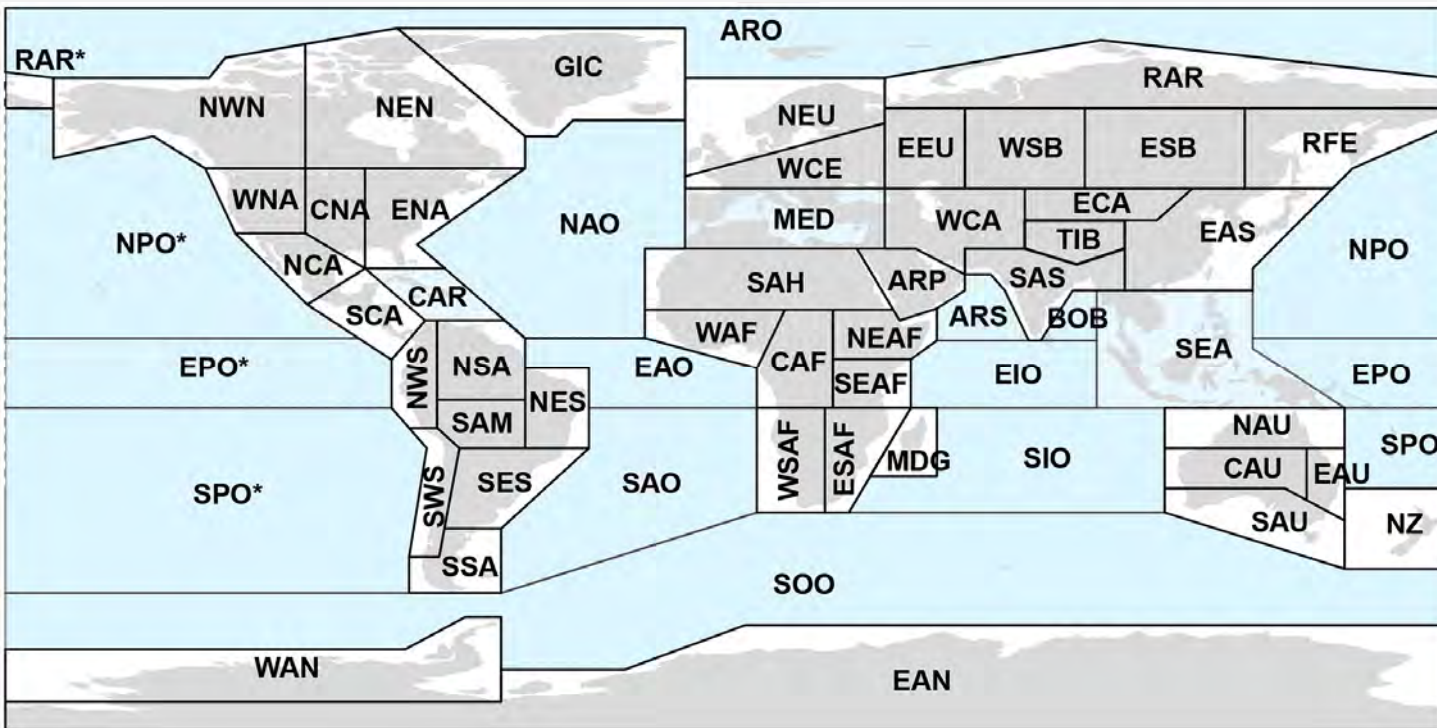 ARO
RAR*
GIC
RAR
NWN
NEN
NEU
EEU
WSB
ESB
RFE
WCE
WNA
CNA
ENA
ECA
NPO*
NAO
MED
WCA
TIB
EAS
NPO
NCA
SAH
ARP
SAS
CAR
SCA
ARS
BOB
WAF
NEAF
SEA
EPO*
NWS
NSA
EAO
CAF
EIO
EPO
SEAF
NES
SAM
NAU
SPO
SPO*
SWS
SES
SAO
WSAF
ESAF
MDG
SIO
CAU
EAU
SAU
NZ
SSA
SOO
WAN
EAN